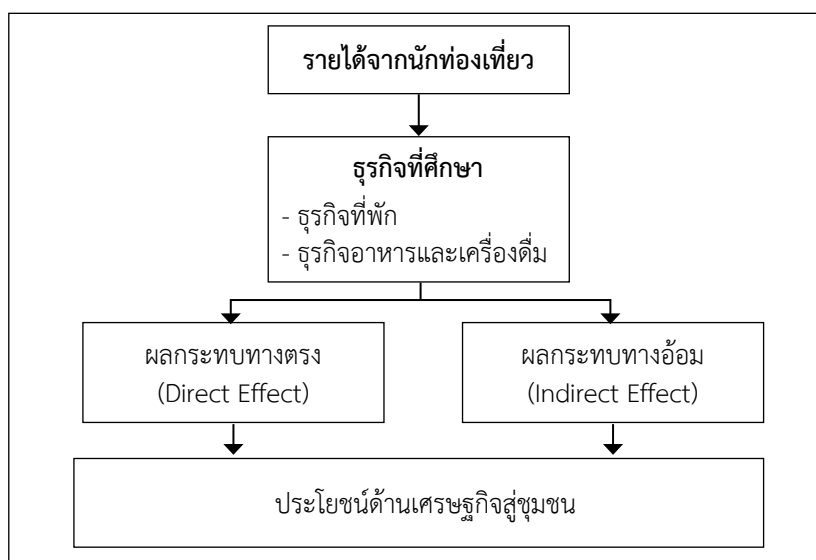 รายได้จากนักท่องเที่ยว
ธุรกิจที่ศึกษา
- ธุรกิจที่พัก
- ธุรกิจอาหารและเครื่องดื่ม
ผลกระทบทางตรง
(Direct Effect)
ผลกระทบทางอ้อม
(Indirect Effect)
ประโยชน์ด้านเศรษฐกิจสู่ชุมชน